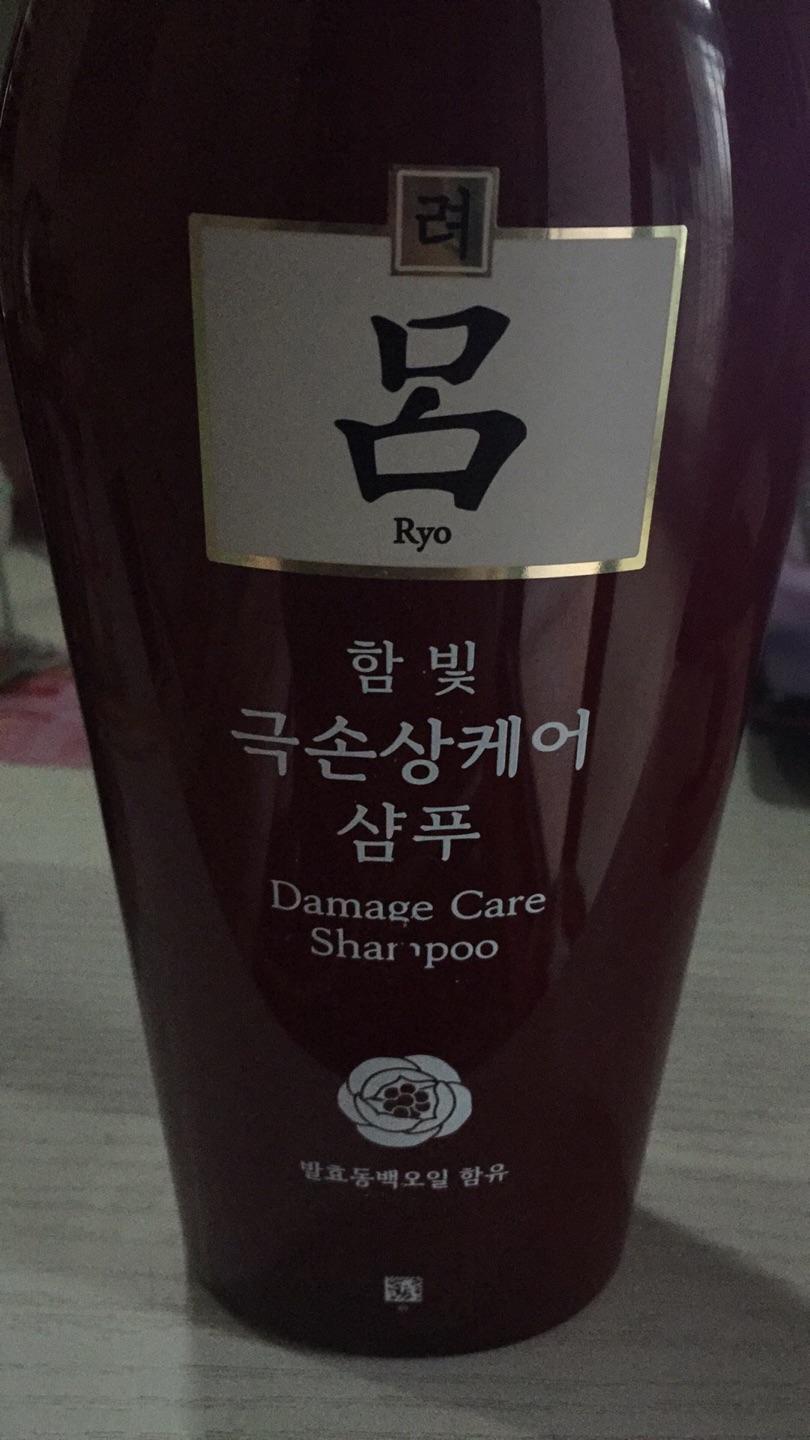 려
呂
Ryo
함빛
극손상케어
샴푸
Damage Care
Shampoo
발효동백오일 함유